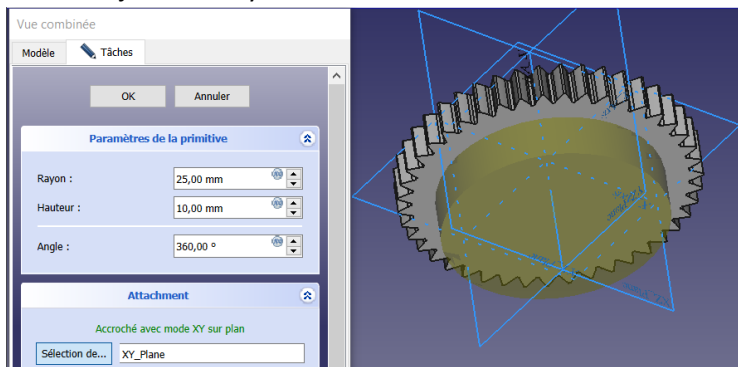 Vue combinée
Modèle
Tâches
OK
Annuler
Paramètres de la primitive
Rayon :
25,00 mm
Hauteur :
10,00 mm
Angle :
360,00 °
Attachment
Accroché avec mode XY sur plan
Sélection de...
XY_Plane